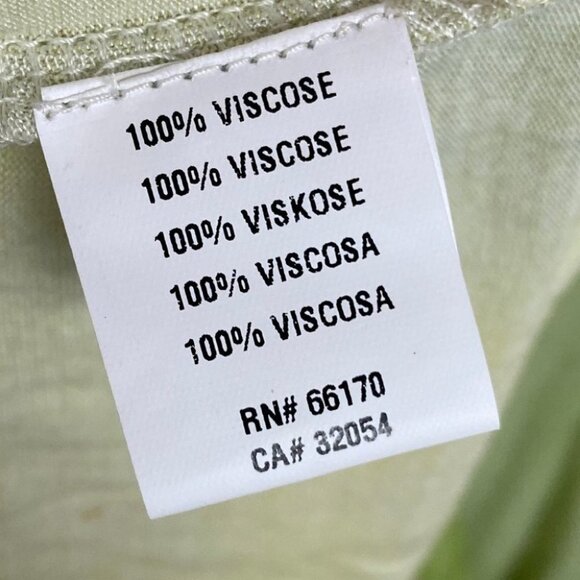 100% VISCOSE
100% VISCOSE
100% VISKOSE
100% VISCOSA
100% VISCOSA
RN# 66170
CA# 32054